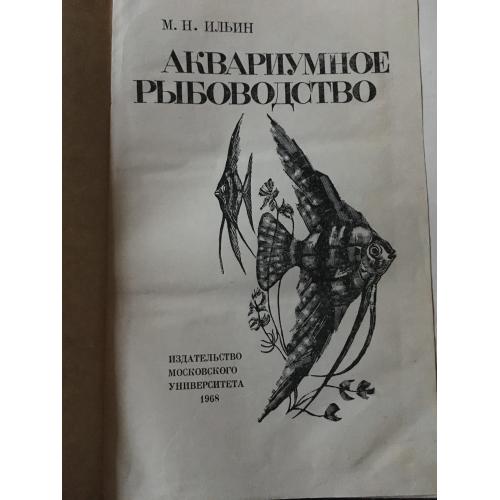 М. Н. ИЛЬИН
АКВАРИУМНОЕ
РЫБОВОДСТВО
ИЗДАТЕЛЬСТВО
МОСКОВСКОГО
УНИВЕРСИТЕТА
1968